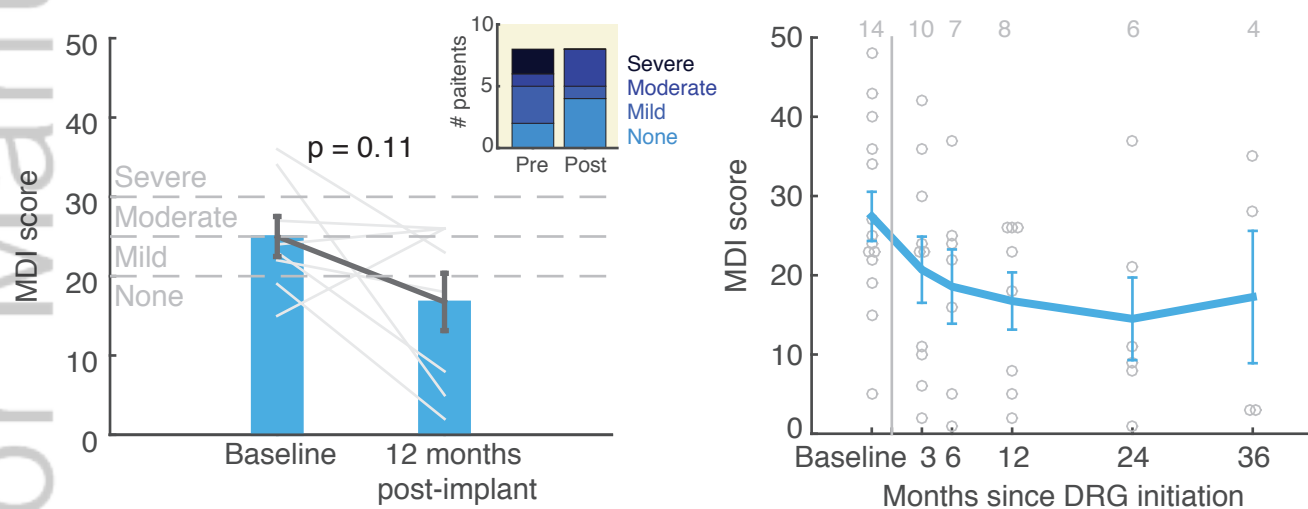 or Manu
50
40
30
20
10
0
MDI score
Severe
Moderate
Mild
None
p = 0.11
Baseline
12 months
post-implant
10
5
0
# paitents
Pre
Post
Severe
Moderate
Mild
None
14 10 7 8 6 4
50
40
30
20
10
0
MDI score
Baseline 3 6 12 24 36
Months since DRG initiation